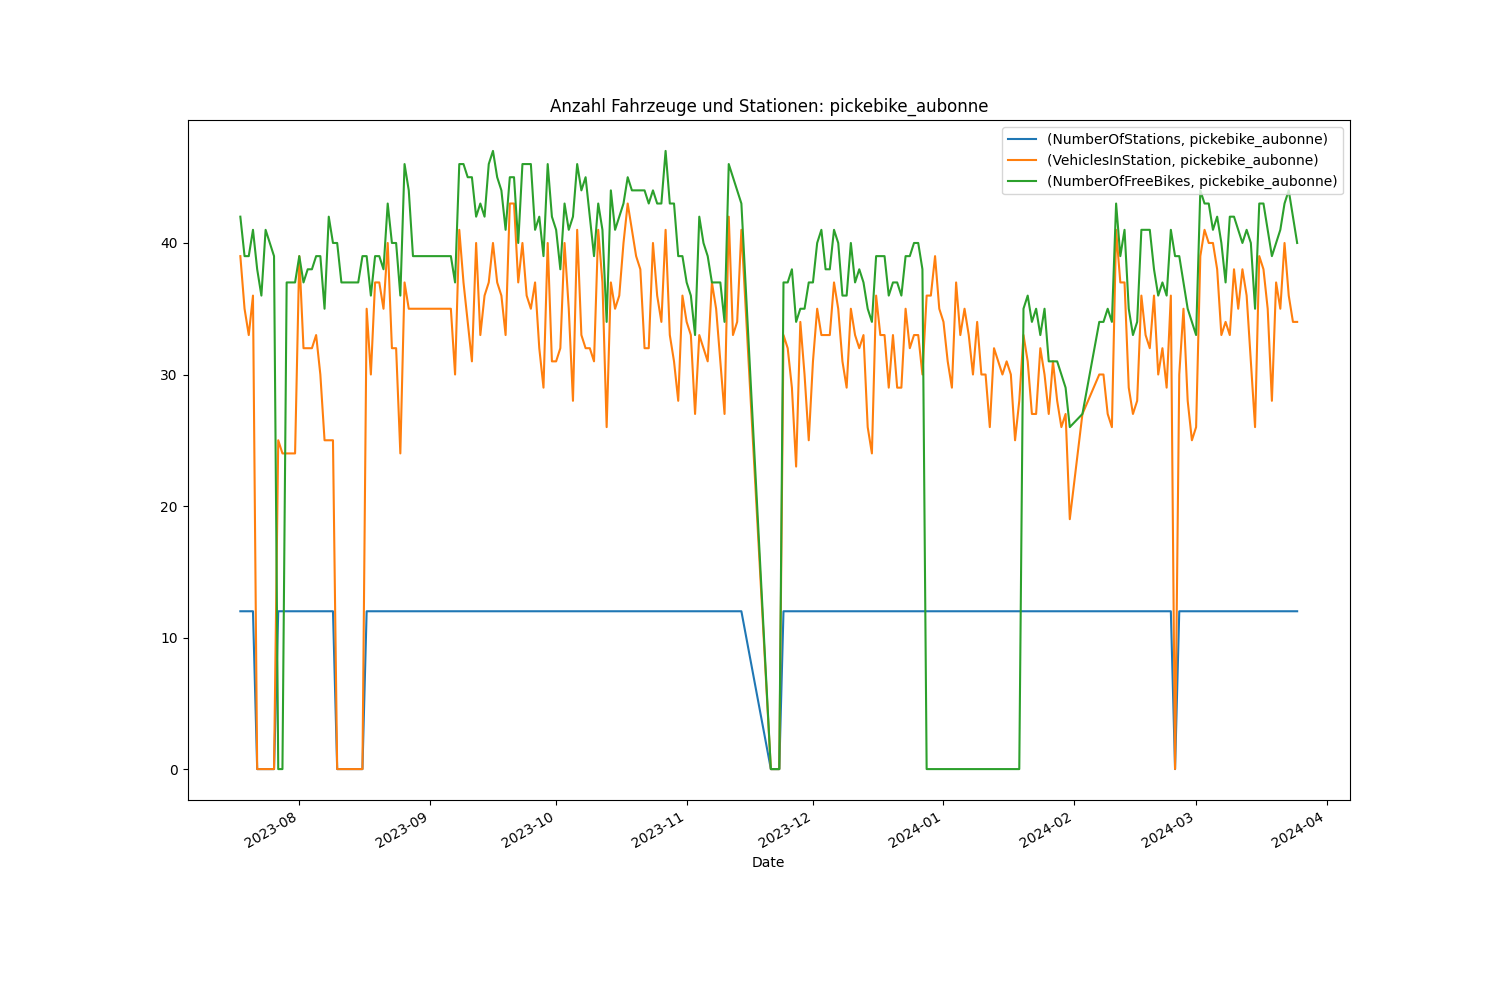 Anzahl Fahrzeuge und Stationen: pickebike_aubonne
(NumberOfStations, pickebike_aubonne)
(VehiclesInStation, pickebike_aubonne)
(NumberOfFreeBikes, pickebike_aubonne)
40
30
20
10
0
2023-08
2023-09
2023-10
2023-11
2023-12
2024-01
2024-02
2024-03
2024-04
Date